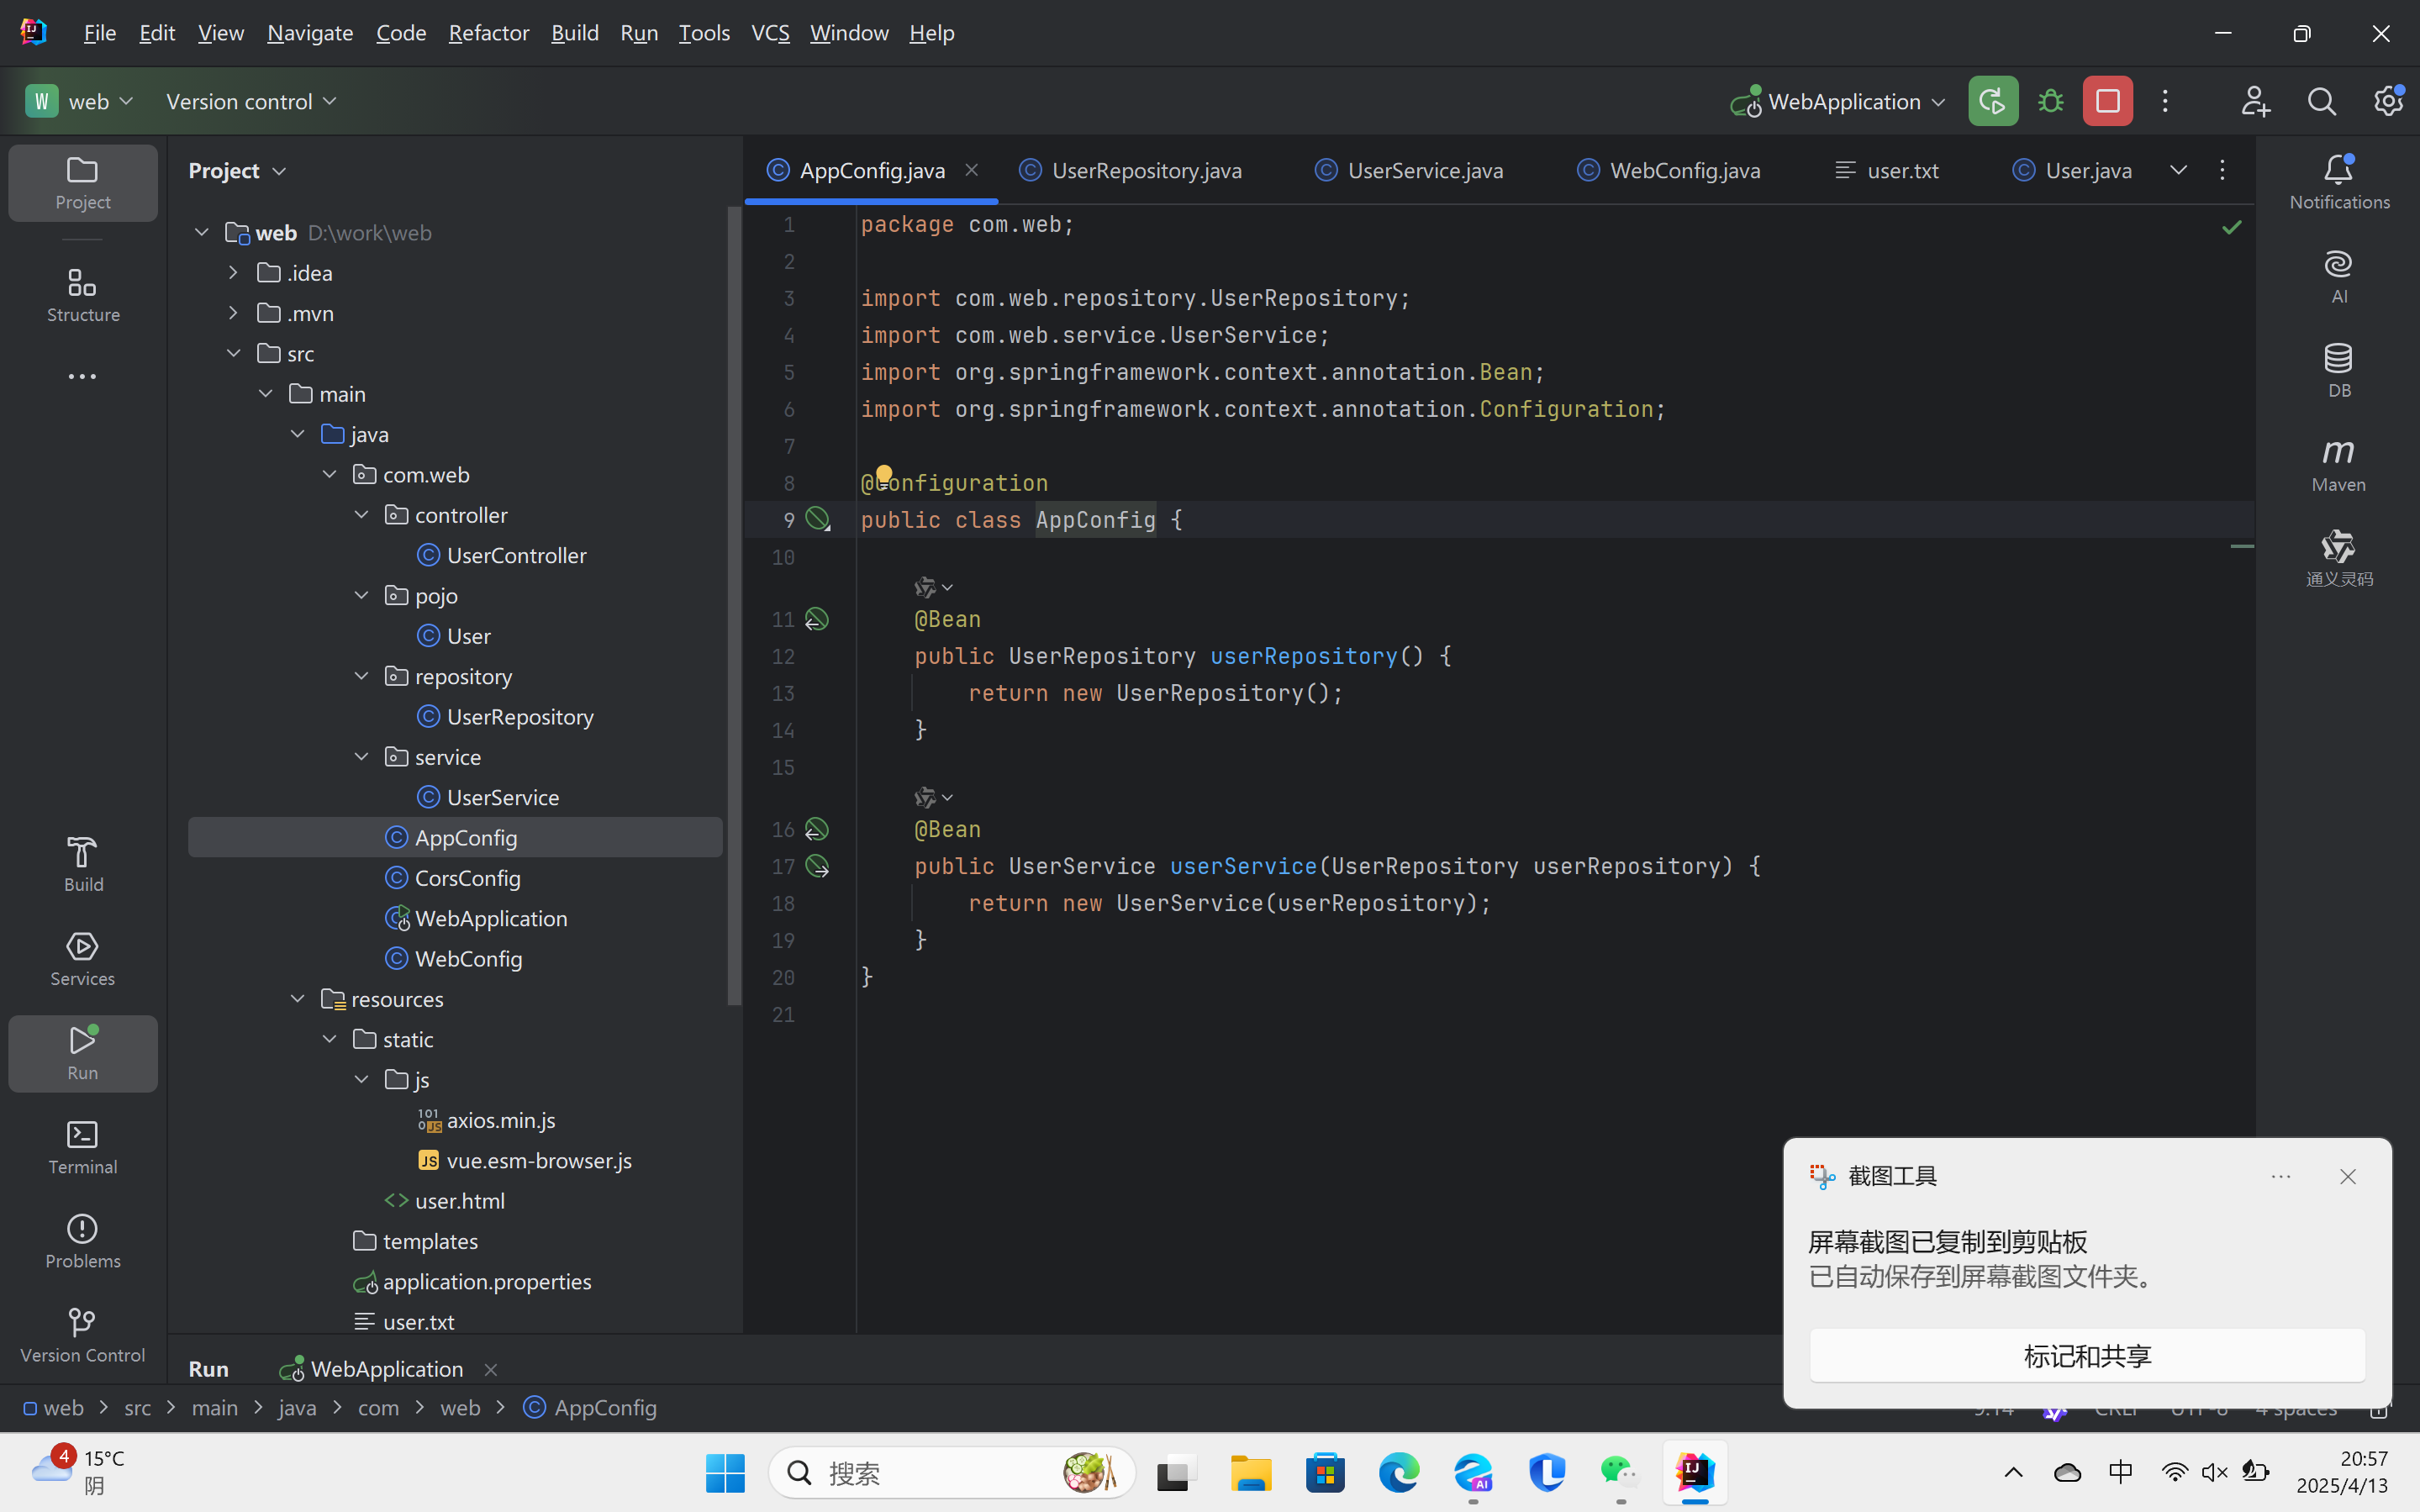 File Edit View Navigate Code Refactor Build Run Tools VCS Window Help
W web Version control WebApplication
Project
Structure
Build
Services
Run
Terminal
Problems
Version Control
Project
web D:\work\web
.idea
.mvn
src
main
java
com.web
controller
UserController
pojo
User
repository
UserRepository
service
UserService
AppConfig
CorsConfig
WebApplication
WebConfig
resources
static
js
axios.min.js
vue.esm-browser.js
user.html
templates
application.properties
user.txt
AppConfig.java UserRepository.java UserService.java WebConfig.java user.txt User.java
1 package com.web;
2
3 import com.web.repository.UserRepository;
4 import com.web.service.UserService;
5 import org.springframework.context.annotation.Bean;
6 import org.springframework.context.annotation.Configuration;
7
8 @Configuration
9 public class AppConfig {
10
11 @Bean
12 public UserRepository userRepository() {
13 return new UserRepository();
14 }
15
16 @Bean
17 public UserService userService(UserRepository userRepository) {
18 return new UserService(userRepository);
19 }
20 }
21
Notifications
AI
DB
m
Maven
通义灵码
截图工具
屏幕截图已复制到剪贴板
已自动保存到屏幕截图文件夹。
标记和共享
Run WebApplication
web src main java com web AppConfig
9:14 CRLF UTF-8 4 spaces
4 15°C
阴
搜索
中
20:57
2025/4/13